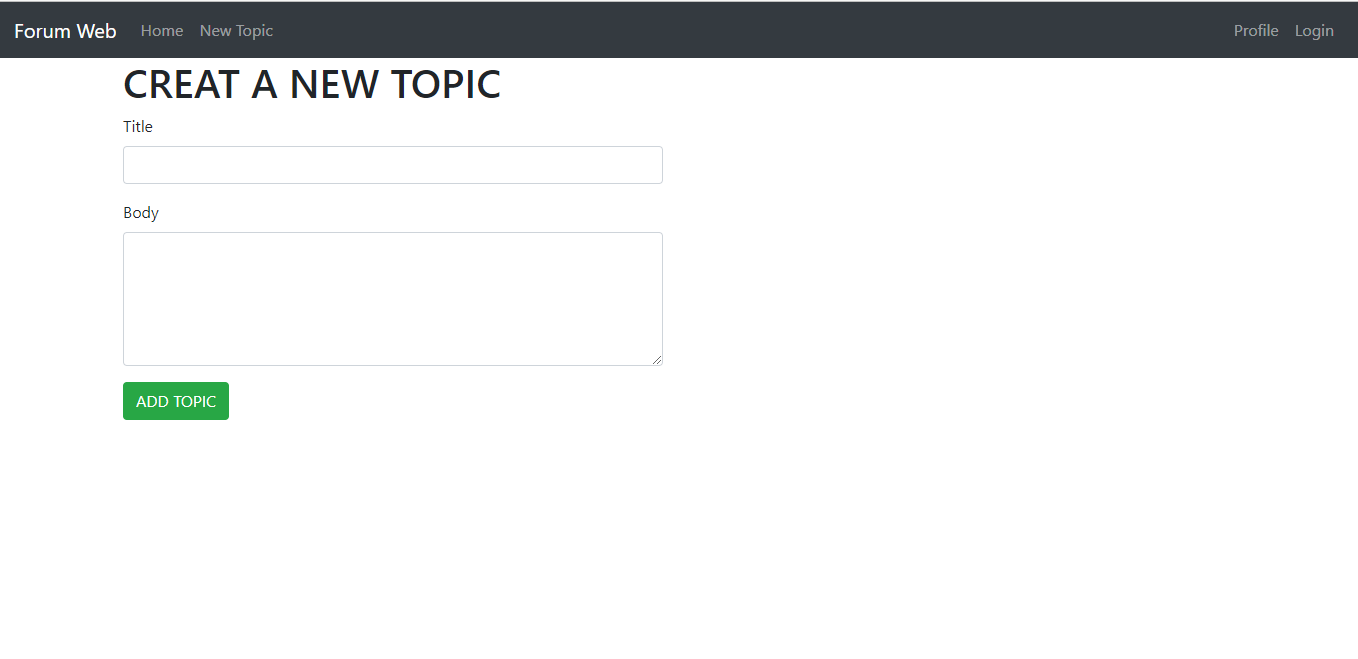 Forum Web Home New Topic Profile Login
CREAT A NEW TOPIC
Title
Body
ADD TOPIC